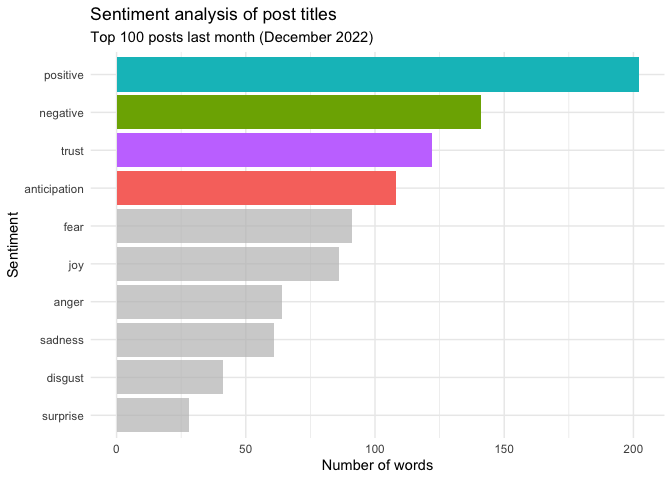 Sentiment analysis of post titles
Top 100 posts last month (December 2022)
positive
negative
trust
anticipation
fear
joy
anger
sadness
disgust
surprise
Sentiment
0 50 100 150 200
Number of words